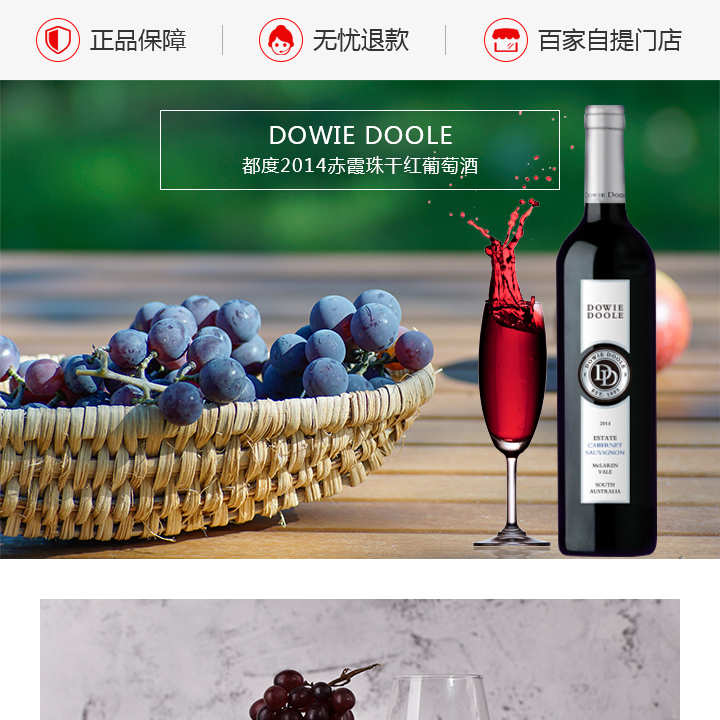 正品保障
无忧退款
百家自提门店
DOWIE DOOLE
都度2014赤霞珠干红葡萄酒
DOWIE DOOLE
DOWIE
DOOLE
DOWIE DOOLE
DD
2014
ESTATE
CABERNET
SAUVIGNON
McLAREN
VALE
SOUTH
AUSTRALIA